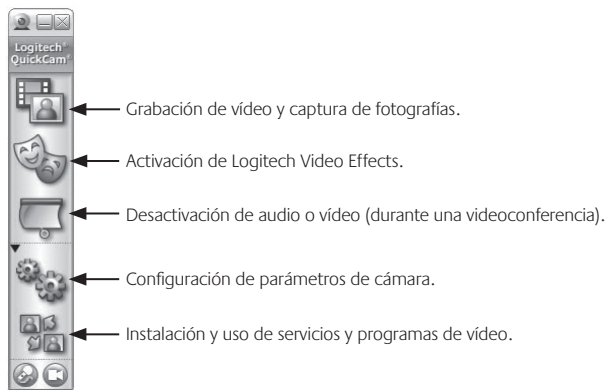 Logitech®
QuickCam®
Grabación de vídeo y captura de fotografías.
Activación de Logitech Video Effects.
Desactivación de audio o vídeo (durante una videoconferencia).
Configuración de parámetros de cámara.
Instalación y uso de servicios y programas de vídeo.